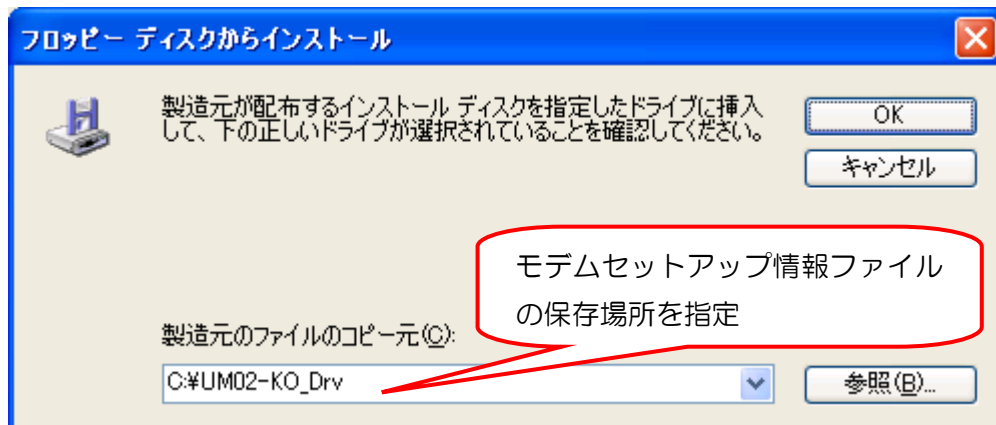 フロッピー ディスクからインストール
製造元が配布するインストール ディスクを指定したドライブに挿入
して、下の正しいドライブが選択されていることを確認してください。
OK
キャンセル
モデムセットアップ情報ファイル
の保存場所を指定
製造元のファイルのコピー元(C):
C:¥UM02-KO_Drv
参照(B)...